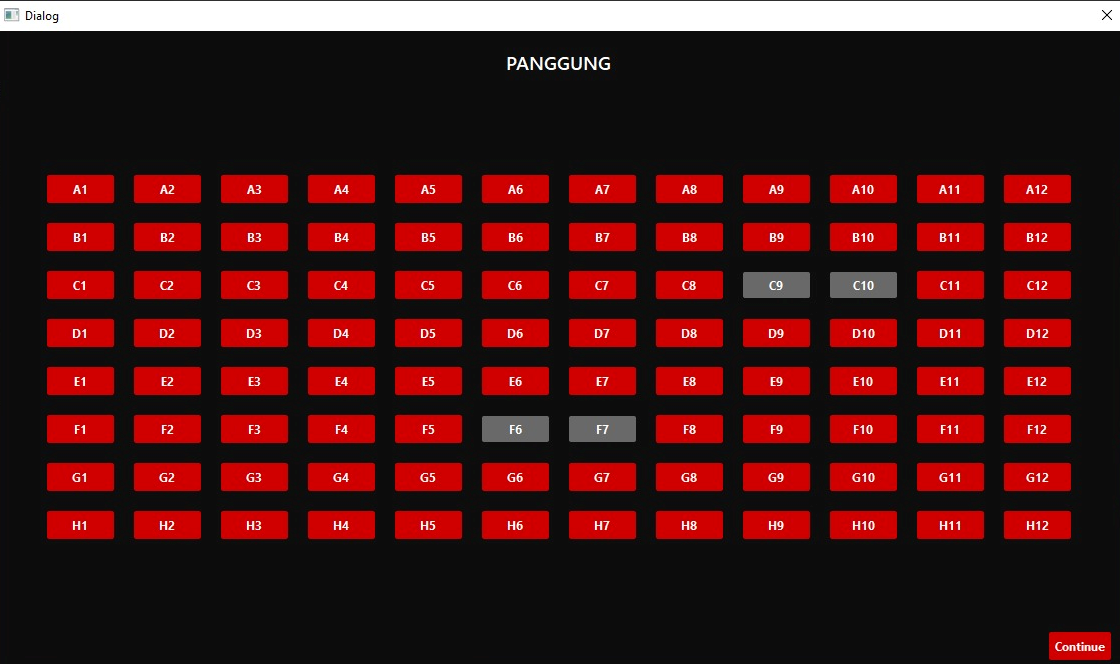 Dialog
PANGGUNG
A1 A2 A3 A4 A5 A6 A7 A8 A9 A10 A11 A12
B1 B2 B3 B4 B5 B6 B7 B8 B9 B10 B11 B12
C1 C2 C3 C4 C5 C6 C7 C8 C9 C10 C11 C12
D1 D2 D3 D4 D5 D6 D7 D8 D9 D10 D11 D12
E1 E2 E3 E4 E5 E6 E7 E8 E9 E10 E11 E12
F1 F2 F3 F4 F5 F6 F7 F8 F9 F10 F11 F12
G1 G2 G3 G4 G5 G6 G7 G8 G9 G10 G11 G12
H1 H2 H3 H4 H5 H6 H7 H8 H9 H10 H11 H12
Continue